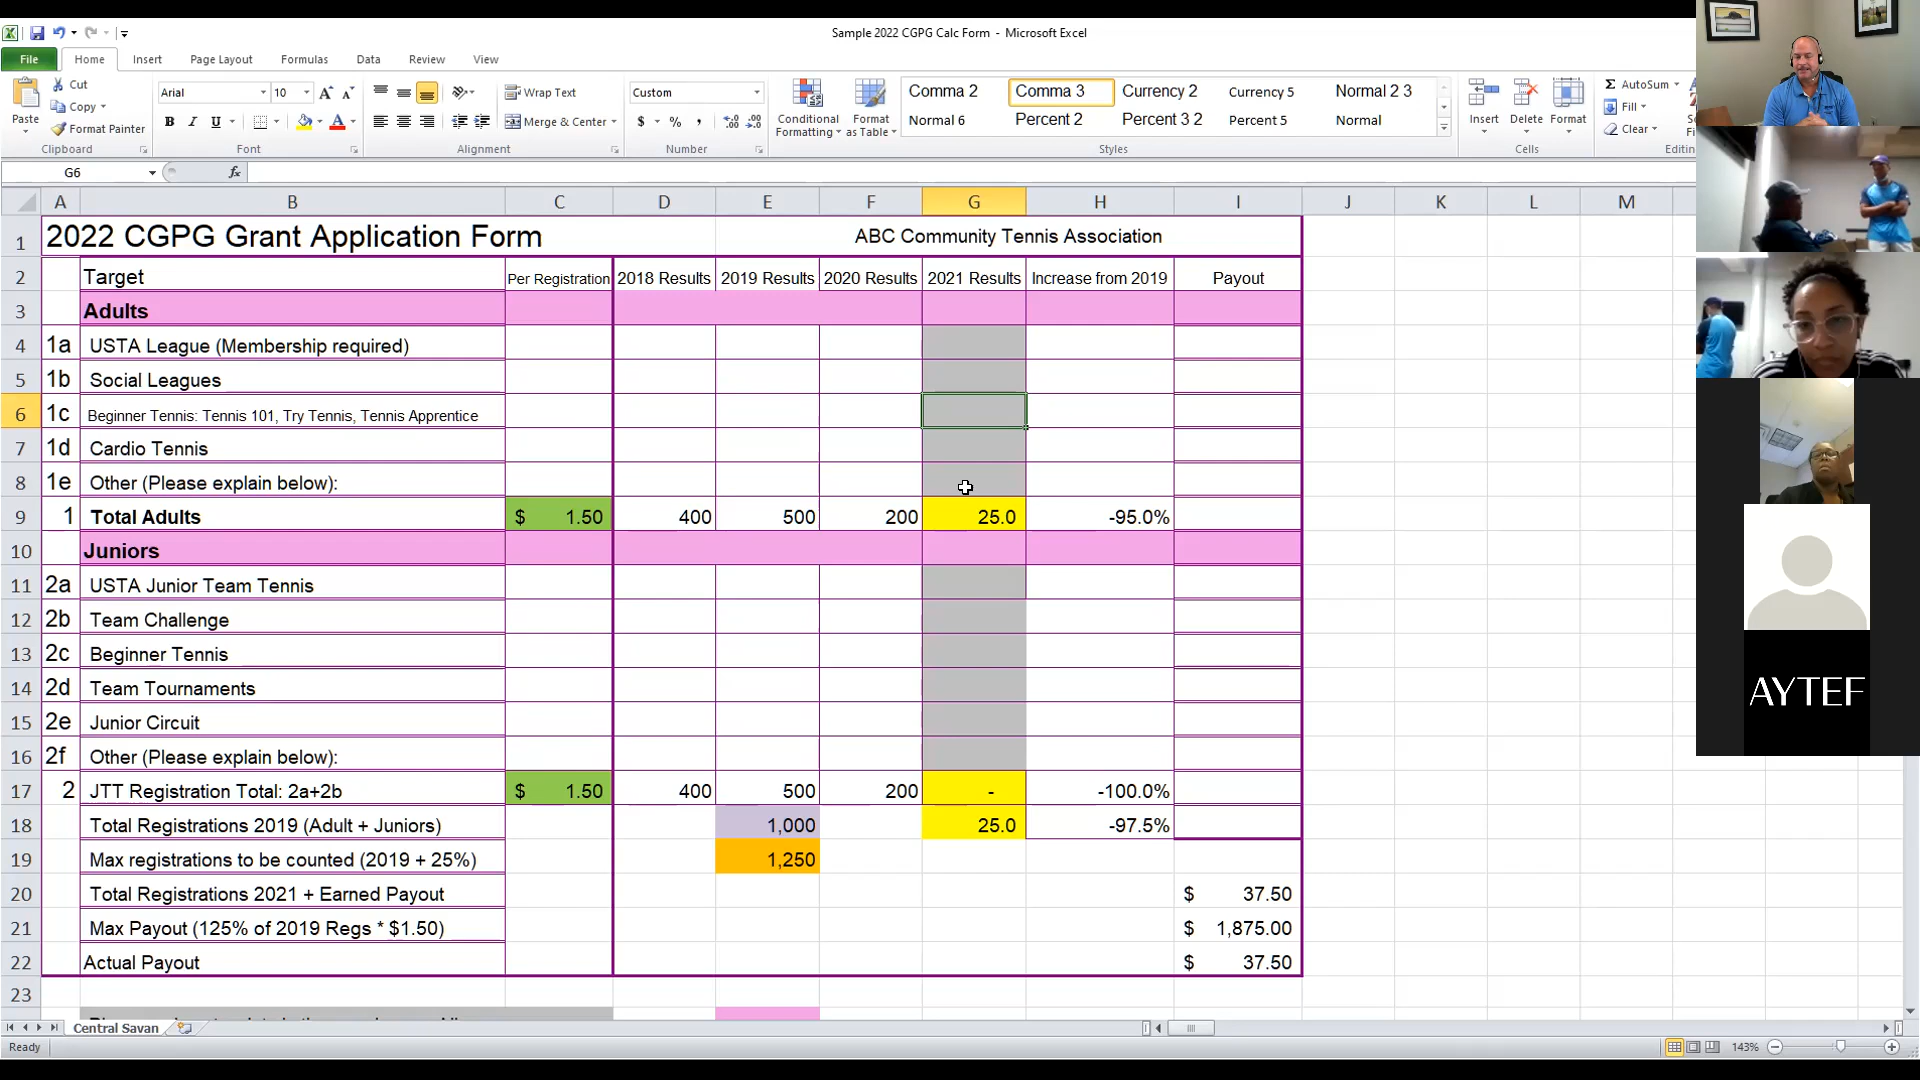 Sample 2022 CGPG Calc Form - Microsoft Excel
File Home Insert Page Layout Formulas Data Review View
Paste
Cut
Copy
Format Painter
Clipboard
Arial 10
B I U
Font
Wrap Text
Merge & Center
Alignment
Custom
$ % ,
Number
Conditional Formatting
Format as Table
Comma 2 Comma 3 Currency 2 Currency 5 Normal 2 3
Normal 6 Percent 2 Percent 3 2 Percent 5 Normal
Styles
Insert Delete Format
Cells
Σ AutoSum
Fill
Clear
Editin
G6 fx
A B C D E F G H I J K L M
1 2022 CGPG Grant Application Form ABC Community Tennis Association
2 Target Per Registration 2018 Results 2019 Results 2020 Results 2021 Results Increase from 2019 Payout
3 Adults
4 1a USTA League (Membership required)
5 1b Social Leagues
6 1c Beginner Tennis: Tennis 101, Try Tennis, Tennis Apprentice
7 1d Cardio Tennis
8 1e Other (Please explain below):
9 1 Total Adults $ 1.50 400 500 200 25.0 -95.0%
10 Juniors
11 2a USTA Junior Team Tennis
12 2b Team Challenge
13 2c Beginner Tennis
14 2d Team Tournaments
15 2e Junior Circuit
16 2f Other (Please explain below):
17 2 JTT Registration Total: 2a+2b $ 1.50 400 500 200 - -100.0%
18 Total Registrations 2019 (Adult + Juniors) 1,000 25.0 -97.5%
19 Max registrations to be counted (2019 + 25%) 1,250
20 Total Registrations 2021 + Earned Payout $ 37.50
21 Max Payout (125% of 2019 Regs * $1.50) $ 1,875.00
22 Actual Payout $ 37.50
23
Central Savan
Ready 143%
AYTEF